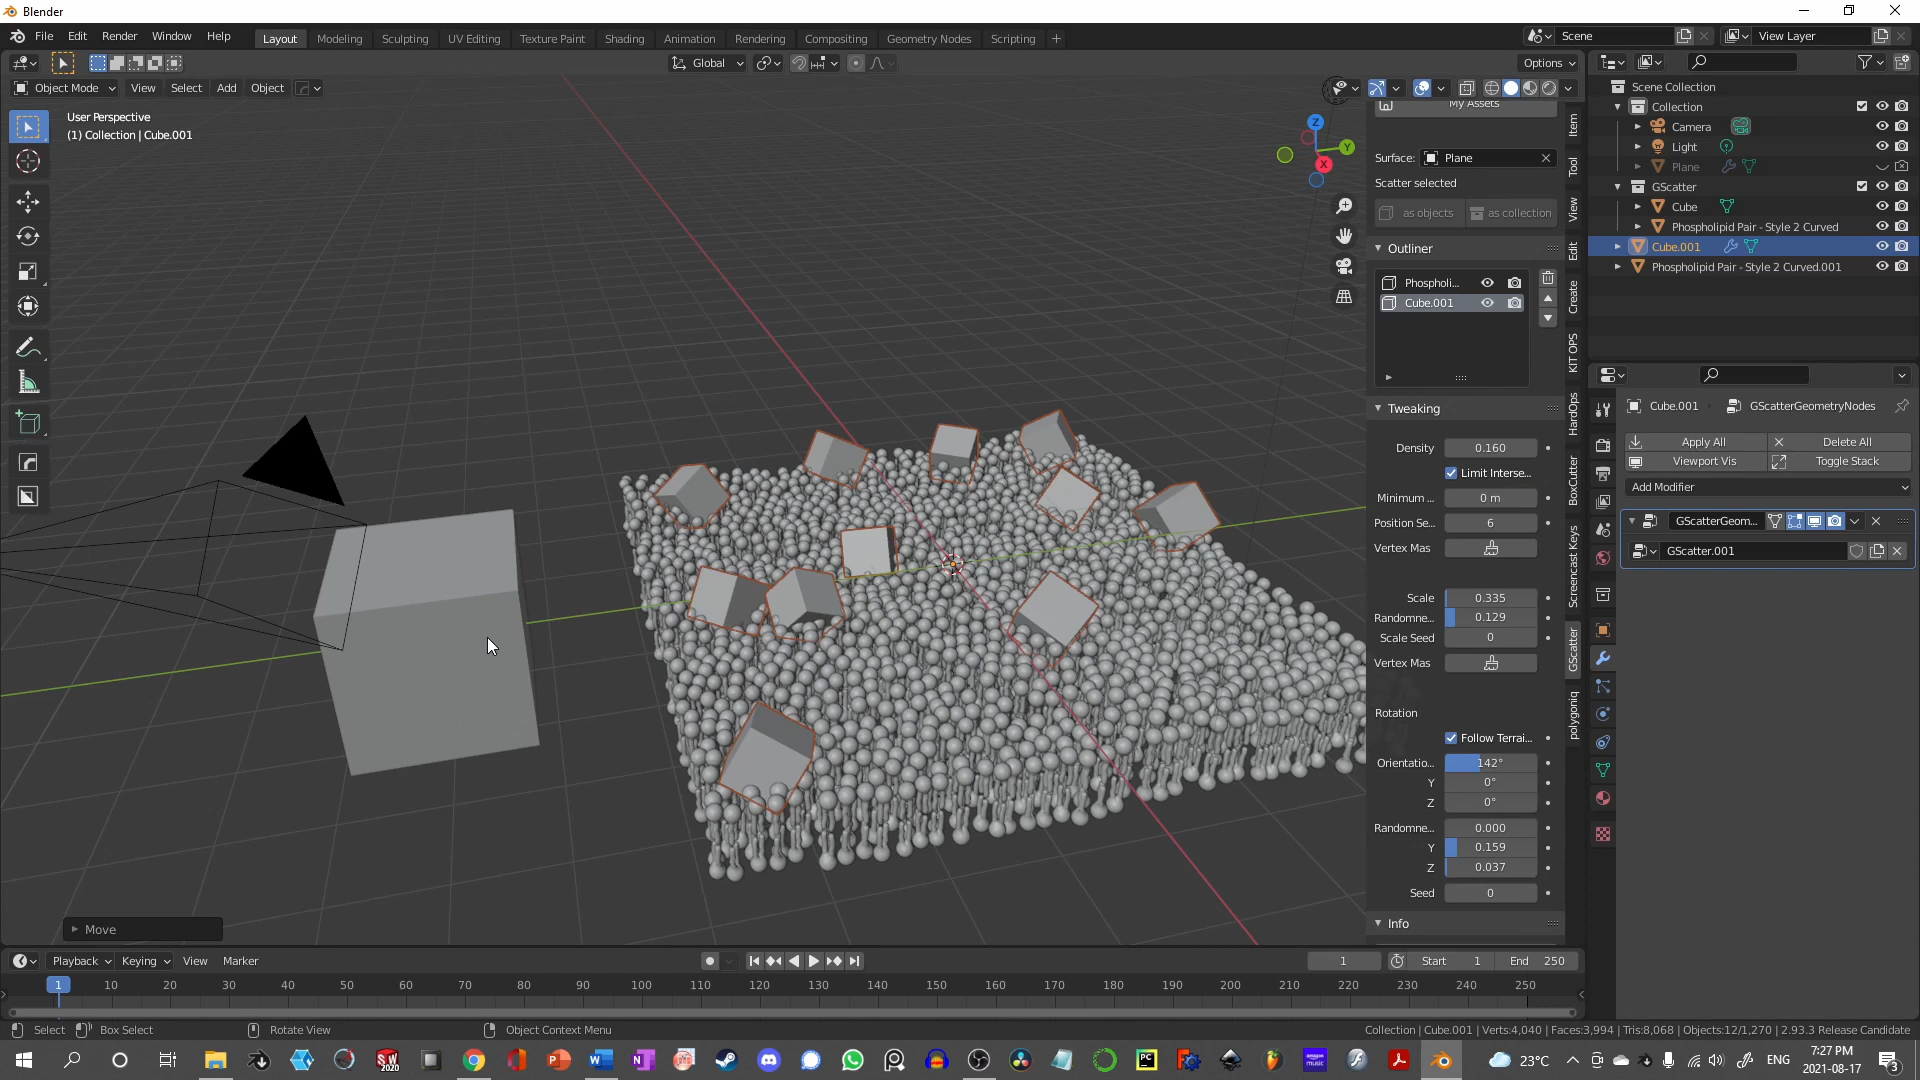 Blender
File Edit Render Window Help
Layout Modeling Sculpting UV Editing Texture Paint Shading Animation Rendering Compositing Geometry Nodes Scripting +
Scene
View Layer
Global
Options
Object Mode View Select Add Object
User Perspective
(1) Collection | Cube.001
Z
Y
X
My Assets
Surface: Plane
Scatter selected
as objects as collection
Outliner
Phospholi...
Cube.001
Tweaking
Density 0.160
Limit Interse...
Minimum ... 0 m
Position Se... 6
Vertex Mas
Scale 0.335
Randomne... 0.129
Scale Seed 0
Vertex Mas
Rotation
Follow Terrai...
Orientatio... 142°
Y 0°
Z 0°
Randomne... 0.000
Y 0.159
Z 0.037
Seed 0
Info
Item
Tool
View
Edit
Create
KIT OPS
HardOps
BoxCutter
Screencast Keys
GScatter
polygoniq
Scene Collection
Collection
Camera
Light
Plane
GScatter
Cube
Phospholipid Pair - Style 2 Curved
Cube.001
Phospholipid Pair - Style 2 Curved.001
Cube.001 GScatterGeometryNodes
Apply All Delete All
Viewport Vis Toggle Stack
Add Modifier
GScatterGeom...
GScatter.001
Move
Playback Keying View Marker
1 Start 1 End 250
1 10 20 30 40 50 60 70 80 90 100 110 120 130 140 150 160 170 180 190 200 210 220 230 240 250
Select Box Select Rotate View Object Context Menu
Collection | Cube.001 | Verts:4,040 | Faces:3,994 | Tris:8,068 | Objects:12/1,270 | 2.93.3 Release Candidate
SW
2020
PC
music
23°C
ENG
7:27 PM
2021-08-17
3